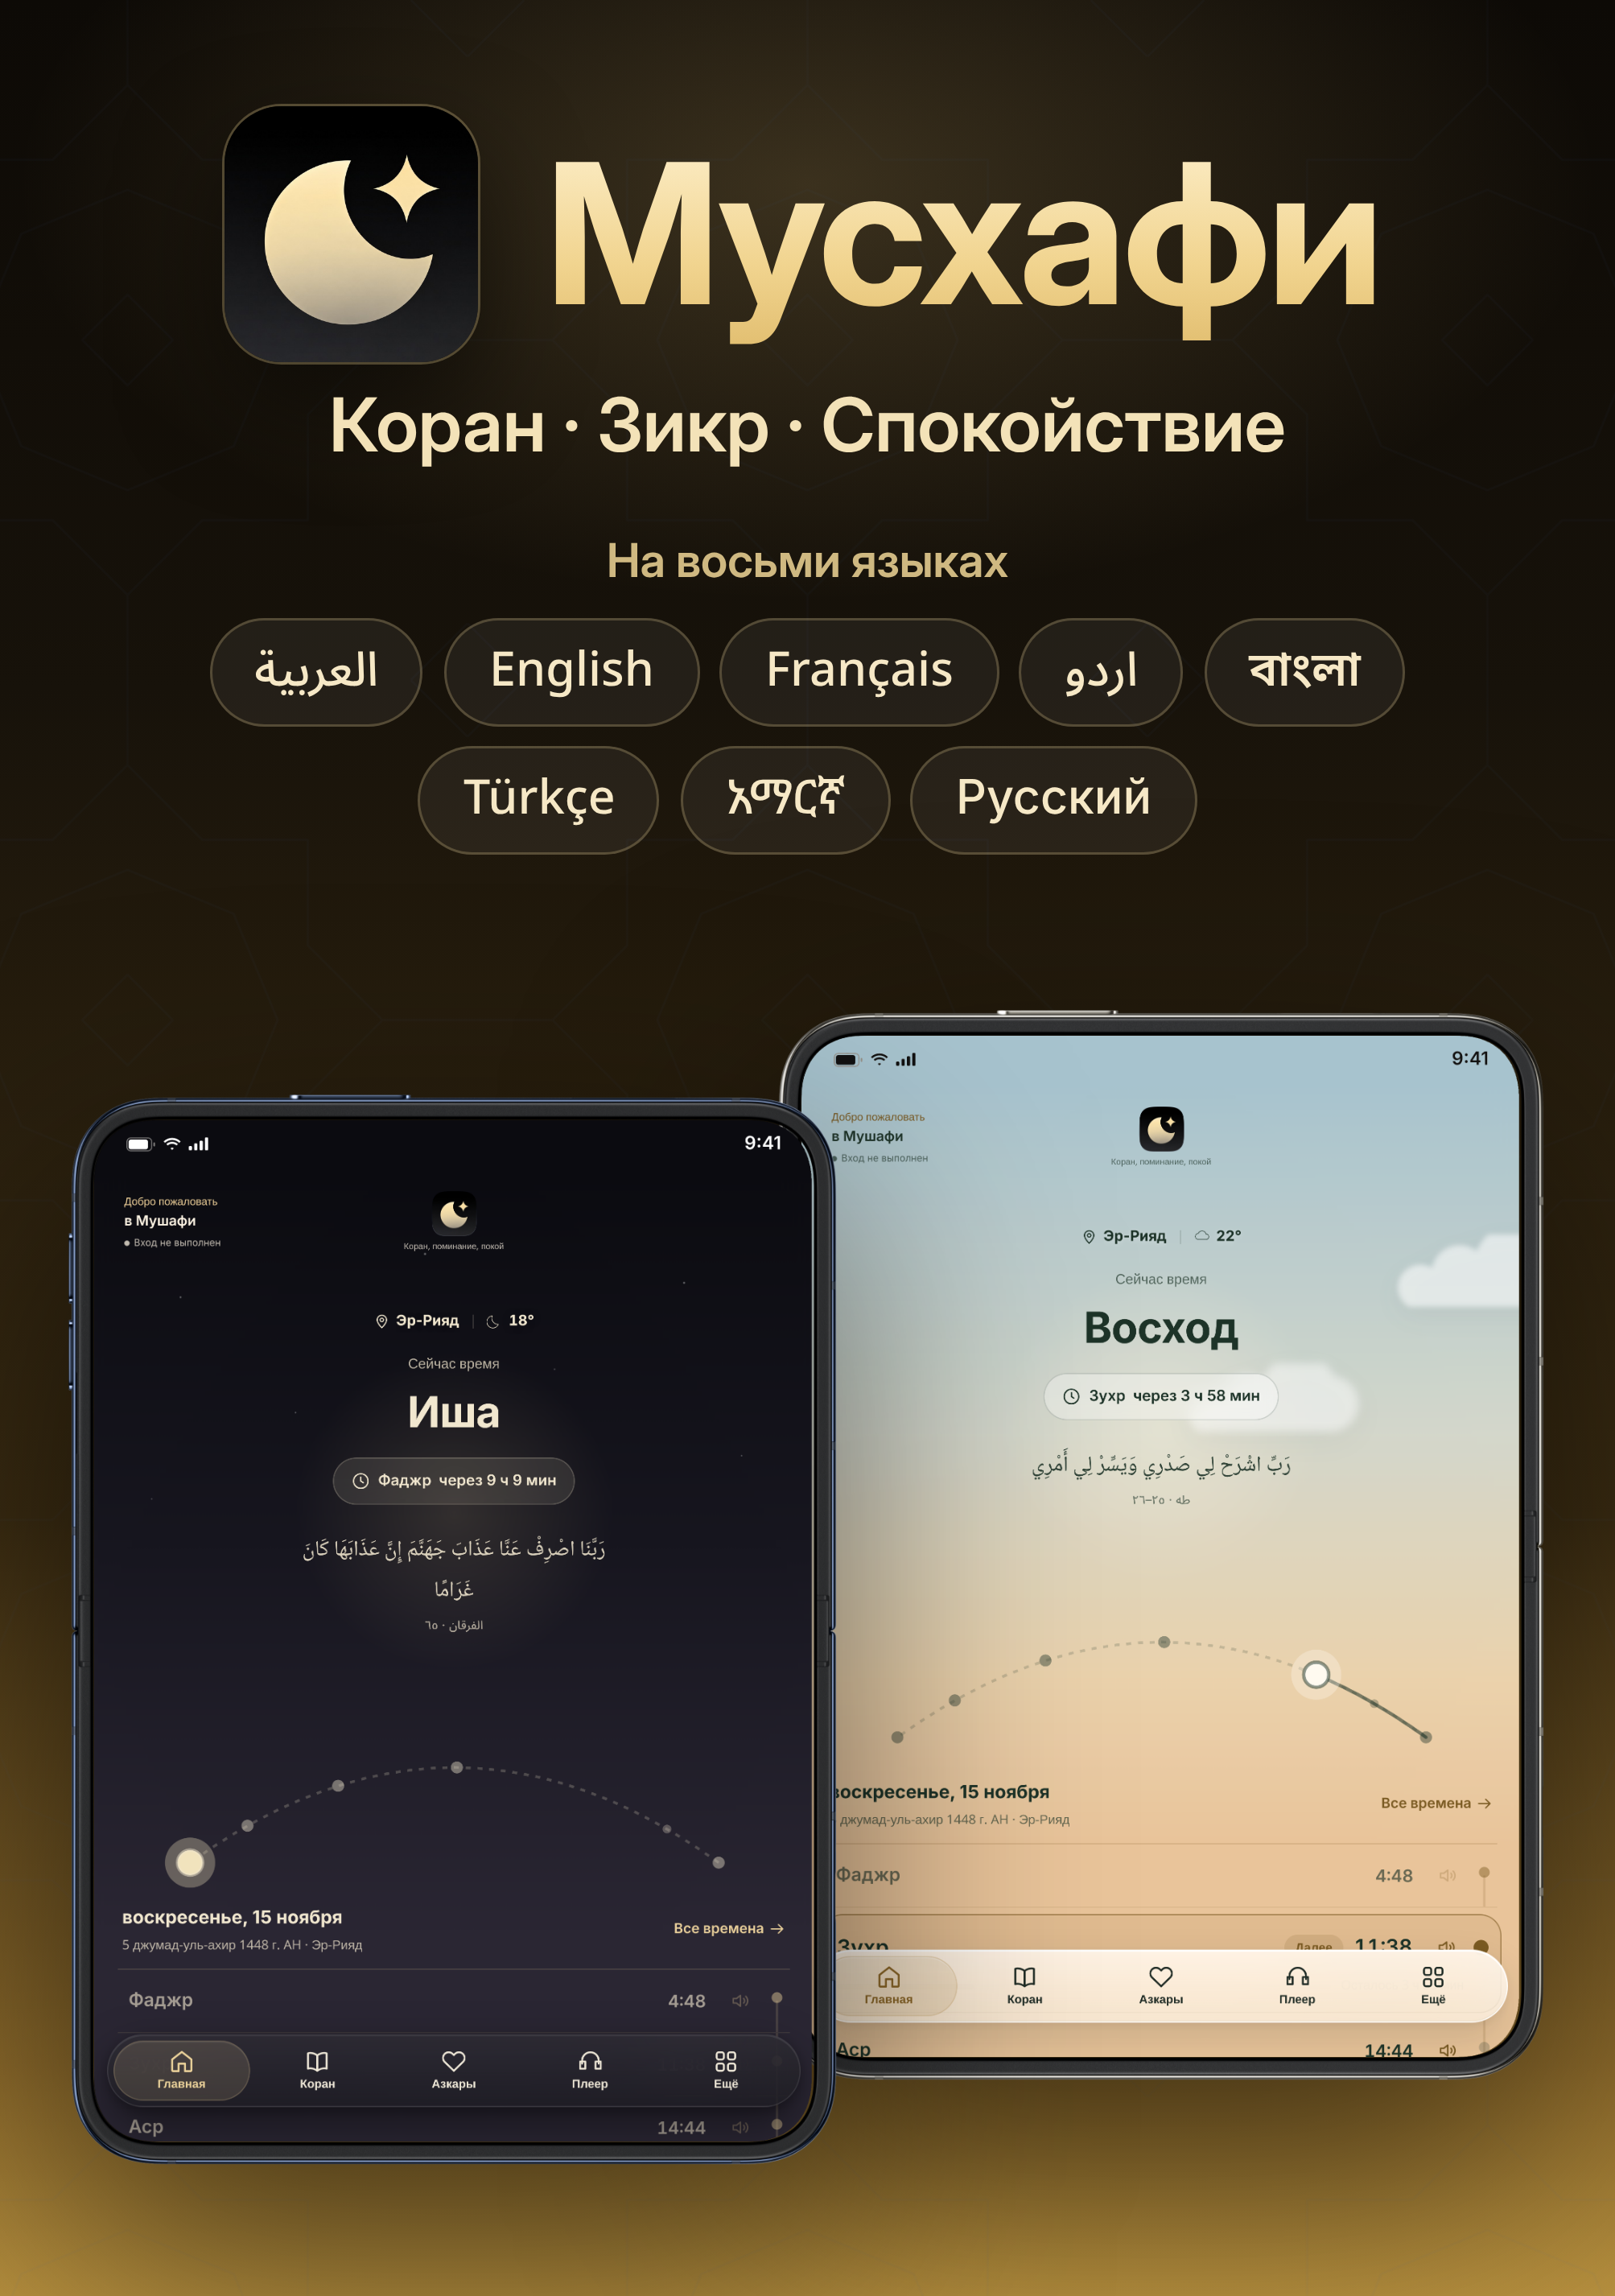 Мусхафи
Коран · Зикр · Спокойствие
На восьми языках
العربية English Français اردو বাংলা
Türkçe አማርኛ Русский
9:41
Добро пожаловать
в Мушафи
Вход не выполнен
Коран, поминание, покой
Эр-Рияд 18°
Сейчас время
Иша
Фаджр через 9 ч 9 мин
رَبَّنَا اصْرِفْ عَنَّا عَذَابَ جَهَنَّمَ إِنَّ عَذَابَهَا كَانَ
غَرَامًا
الفرقان · ٦٥
воскресенье, 15 ноября
Все времена →
5 джумад-уль-ахир 1448 г. АН · Эр-Рияд
Фаджр 4:48
Главная Коран Азкары Плеер Ещё
Аср 14:44
9:41
Добро пожаловать
в Мушафи
Вход не выполнен
Коран, поминание, покой
Эр-Рияд 22°
Сейчас время
Восход
Зухр через 3 ч 58 мин
رَبِّ اشْرَحْ لِي صَدْرِي وَيَسِّرْ لِي أَمْرِي
طه · ٢٥–٢٦
воскресенье, 15 ноября
Все времена →
джумад-уль-ахир 1448 г. АН · Эр-Рияд
Фаджр 4:48
Зухр Далее 11:38
Главная Коран Азкары Плеер Ещё
Аср 14:44